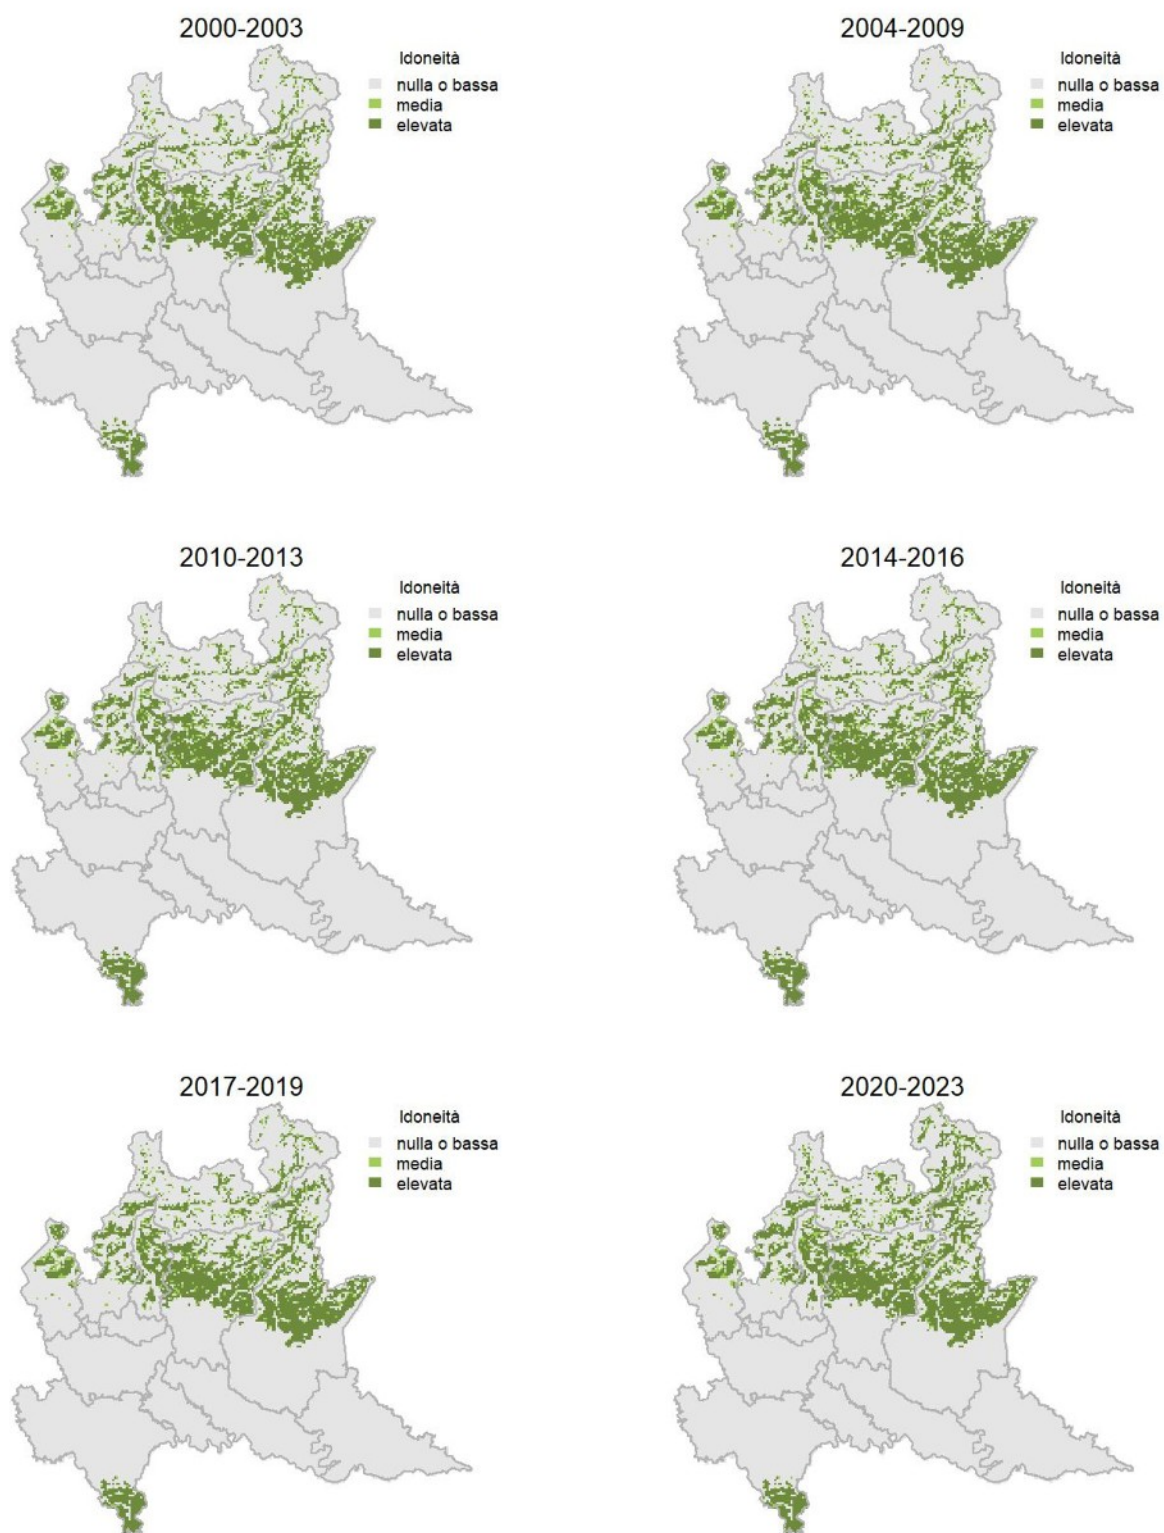 2000-2003
Idoneità
nulla o bassa
media
elevata
2004-2009
Idoneità
nulla o bassa
media
elevata
2010-2013
Idoneità
nulla o bassa
media
elevata
2014-2016
Idoneità
nulla o bassa
media
elevata
2017-2019
Idoneità
nulla o bassa
media
elevata
2020-2023
Idoneità
nulla o bassa
media
elevata